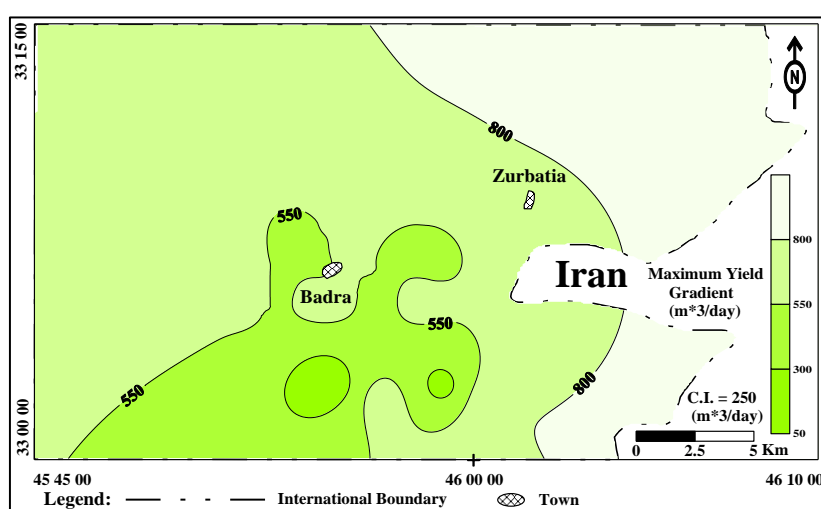 33 15 00
N
800
Zurbatia
550
Badra
Iran
Maximum Yield
Gradient
(m*3/day)
800
550
300
50
550
550
800
C.I. = 250
(m*3/day)
0 2.5 5 Km
33 00 00
45 45 00 46 00 00 46 10 00
Legend: International Boundary Town